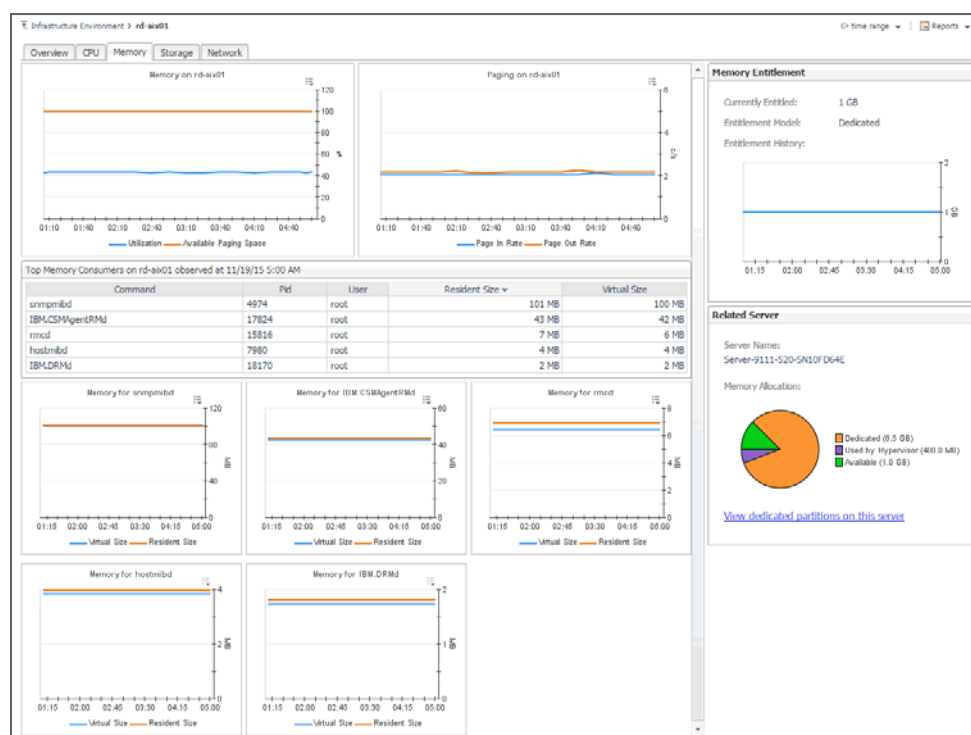 Infrastructure Environment > rd-aix01
time range
Reports
Overview CPU Memory Storage Network
Memory on rd-aix01
120
100
80
60
40
20
0
%
01:10 01:40 02:10 02:40 03:10 03:40 04:10 04:40
Utilization Available Paging Space
Paging on rd-aix01
6
4
2
0
01:10 01:40 02:10 02:40 03:10 03:40 04:10 04:40
Page In Rate Page Out Rate
Top Memory Consumers on rd-aix01 observed at 11/19/15 5:00 AM
Command Pid User Resident Size Virtual Size
snmpmibd 4974 root 101 MB 100 MB
IBM.CSMAgentRMd 17824 root 43 MB 42 MB
rmcd 15816 root 7 MB 6 MB
hostmibd 7980 root 4 MB 4 MB
IBM.DRMd 18170 root 2 MB 2 MB
Memory for snmpmibd
120
80
40
0
MB
01:15 02:00 02:45 03:30 04:15 05:00
Virtual Size Resident Size
Memory for IBM.CSMAgentRMd
60
40
20
0
MB
01:15 02:00 02:45 03:30 04:15 05:00
Virtual Size Resident Size
Memory for rmcd
8
6
4
2
0
MB
01:15 02:00 02:45 03:30 04:15 05:00
Virtual Size Resident Size
Memory for hostmibd
4
2
0
MB
01:15 02:00 02:45 03:30 04:15 05:00
Virtual Size Resident Size
Memory for IBM.DRMd
2
1
0
MB
01:15 02:00 02:45 03:30 04:15 05:00
Virtual Size Resident Size
Memory Entitlement
Currently Entitled: 1 GB
Entitlement Model: Dedicated
Entitlement History:
2
1
0
GB
01:15 02:00 02:45 03:30 04:15 05:00
Related Server
Server Name:
Server-9111-520-SN10FD64E
Memory Allocation:
Dedicated (6.5 GB)
Used by Hypervisor (400.0 MB)
Available (1.0 GB)
View dedicated partitions on this server